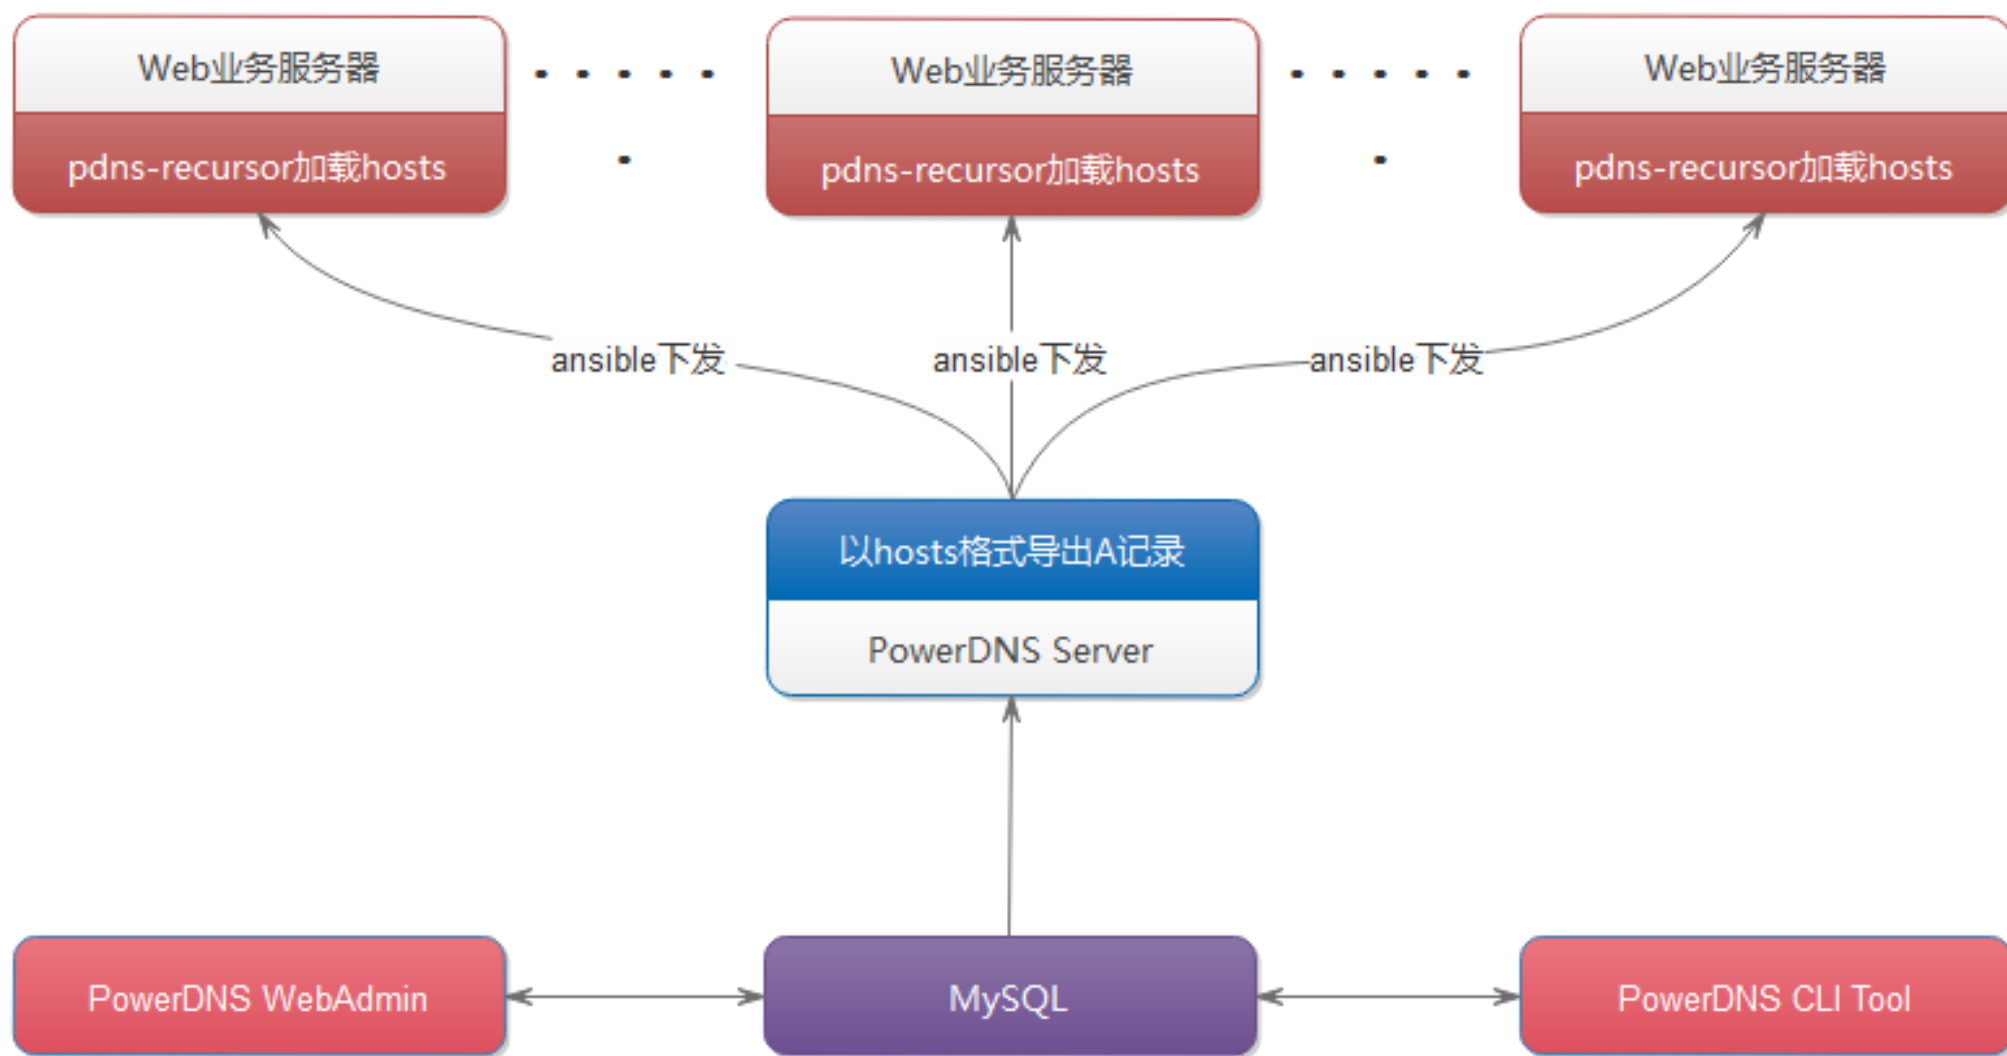 Web业务服务器
Web业务服务器
Web业务服务器
pdns-recursor加载hosts
pdns-recursor加载hosts
pdns-recursor加载hosts
ansible下发
ansible下发
ansible下发
以hosts格式导出A记录
PowerDNS Server
PowerDNS WebAdmin
MySQL
PowerDNS CLI Tool